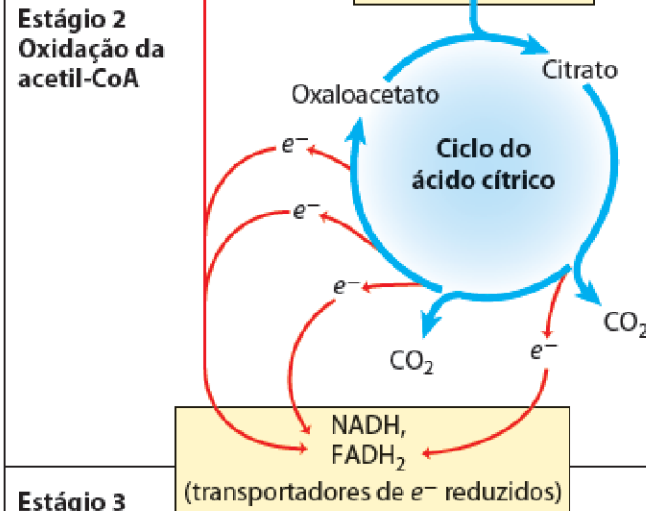 Estágio 2
Oxidação da
acetil-CoA
Citrato
Oxaloacetato
Ciclo do
ácido cítrico
e⁻
e⁻
e⁻
CO₂
CO₂
e⁻
NADH,
FADH₂
(transportadores de e⁻ reduzidos)
Estágio 3